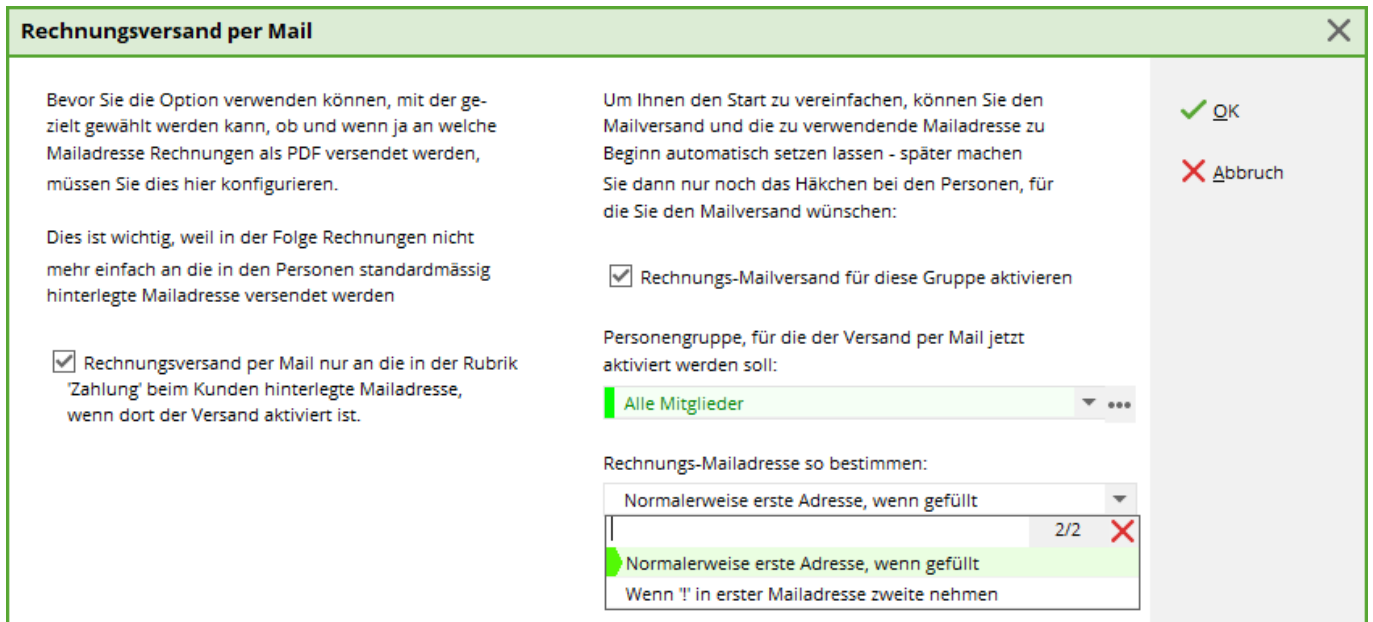 Rechnungsversand per Mail
Bevor Sie die Option verwenden können, mit der ge-
zielt gewählt werden kann, ob und wenn ja an welche
Mailadresse Rechnungen als PDF versendet werden,
müssen Sie dies hier konfigurieren.
Dies ist wichtig, weil in der Folge Rechnungen nicht
mehr einfach an die in den Personen standardmässig
hinterlegte Mailadresse versendet werden
Rechnungsversand per Mail nur an die in der Rubrik
'Zahlung' beim Kunden hinterlegte Mailadresse,
wenn dort der Versand aktiviert ist.
Um Ihnen den Start zu vereinfachen, können Sie den
Mailversand und die zu verwendende Mailadresse zu
Beginn automatisch setzen lassen - später machen
Sie dann nur noch das Häkchen bei den Personen, für
die Sie den Mailversand wünschen:
Rechnungs-Mailversand für diese Gruppe aktivieren
Personengruppe, für die der Versand per Mail jetzt
aktiviert werden soll:
Alle Mitglieder
Rechnungs-Mailadresse so bestimmen:
Normalerweise erste Adresse, wenn gefüllt
2/2
Normalerweise erste Adresse, wenn gefüllt
Wenn '!' in erster Mailadresse zweite nehmen
OK
Abbruch